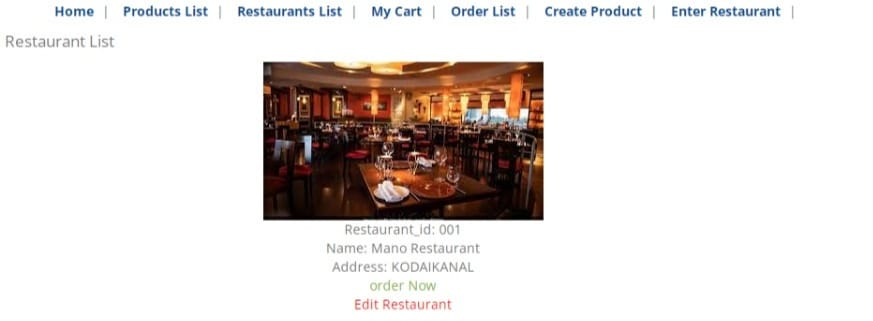 Home | Products List | Restaurants List | My Cart | Order List | Create Product | Enter Restaurant |
Restaurant List
Restaurant_id: 001
Name: Mano Restaurant
Address: KODAIKANAL
order Now
Edit Restaurant